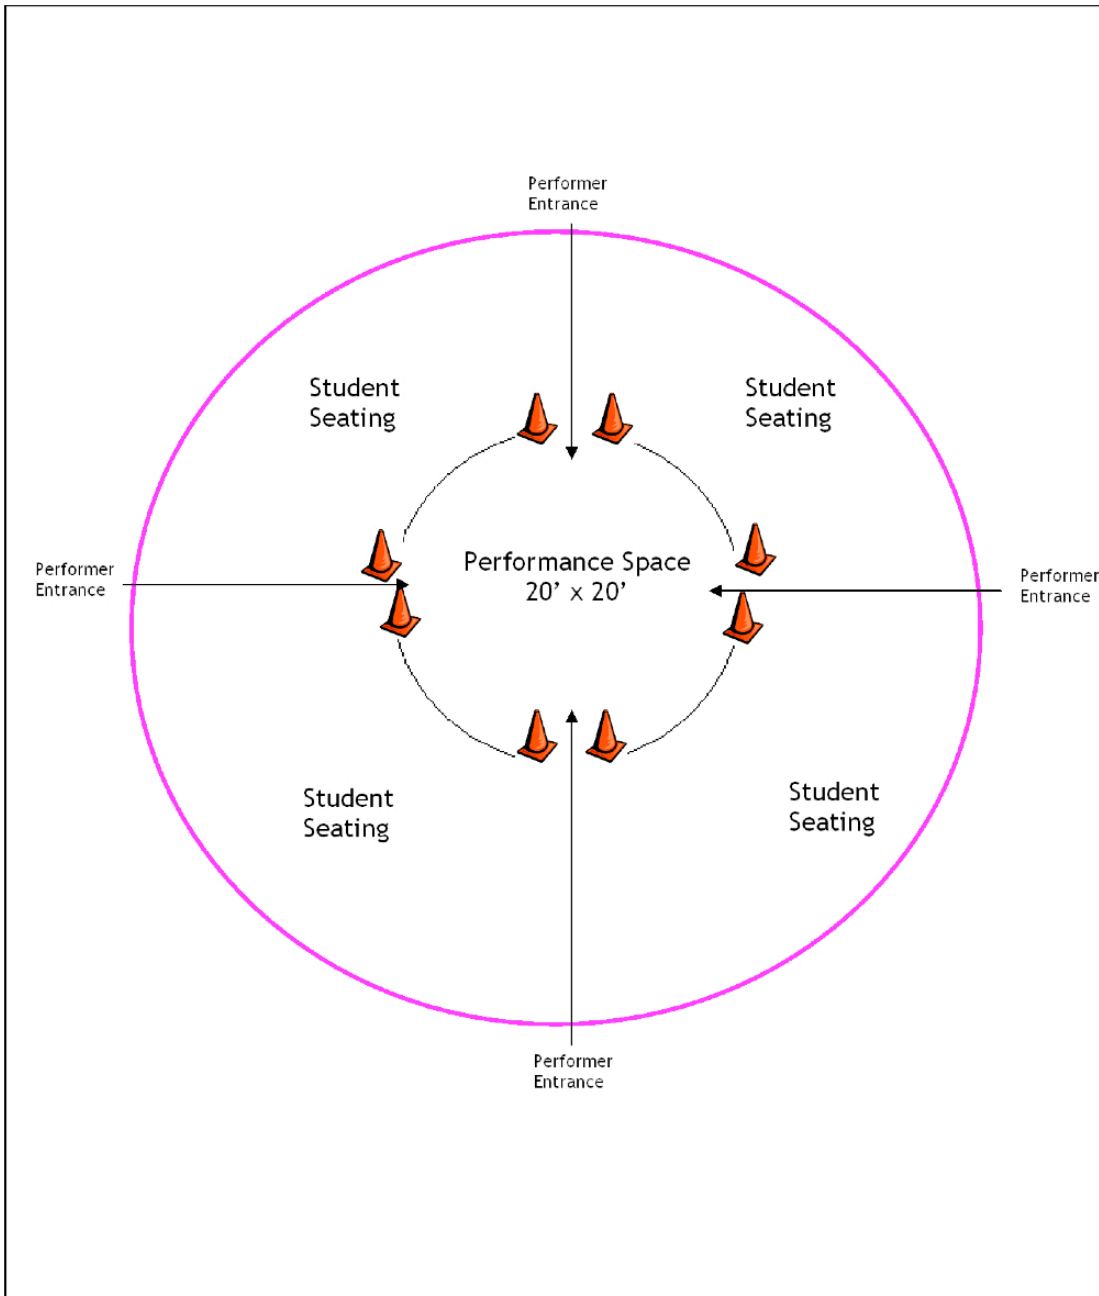 Performer
Entrance
Student
Seating
Student
Seating
Performance Space
20’ x 20’
Performer
Entrance
Performer
Entrance
Student
Seating
Student
Seating
Performer
Entrance